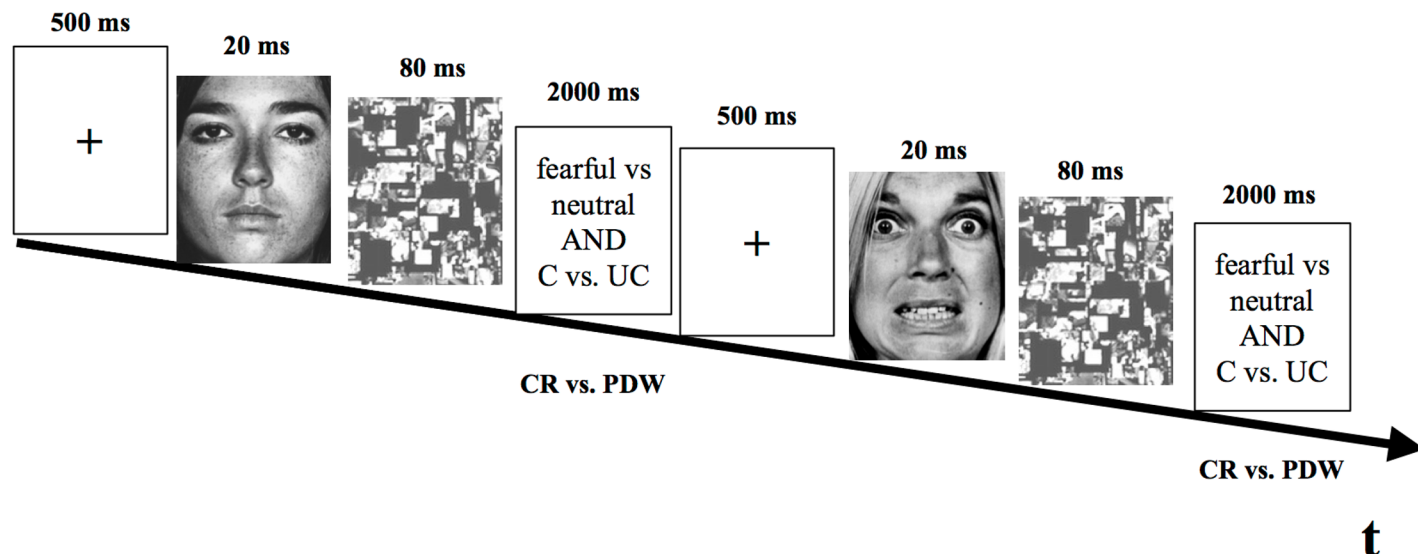 500 ms
+
20 ms
80 ms
2000 ms
fearful vs
neutral
AND
C vs. UC
CR vs. PDW
500 ms
+
20 ms
80 ms
2000 ms
fearful vs
neutral
AND
C vs. UC
CR vs. PDW
t